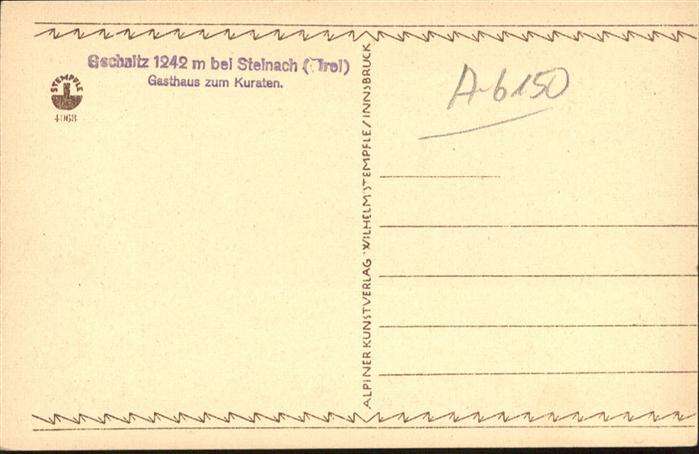 Gschnitz 1242 m bei Steinach (Tirol)
Gasthaus zum Kuraten.
STEMPFLE
4068
ALPINER KUNSTVERLAG WILHELM STEMPFLE / INNSBRUCK
A-6150